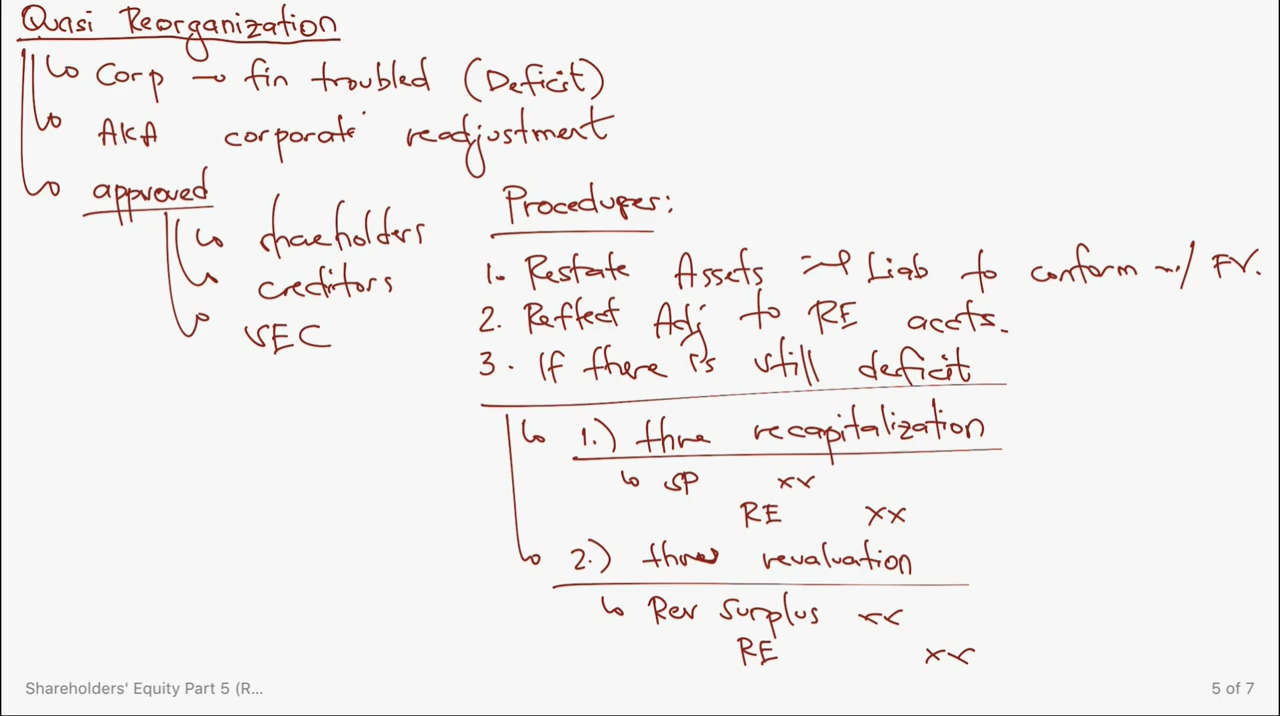 Quasi Reorganization
↳ Corp → fin troubled (Deficit)
↳ AKA corporate readjustment
↳ approved
↳ shaeholders
↳ creditors
↳ SEC
Procedures:
1. Restate Assets Liab to conform w/ FV.
2. Reflect Adj to RE accts.
3. If there is still deficit
↳ 1.) thru recapitalization
↳ SP xx
RE xx
↳ 2.) thru revaluation
↳ Rev Surplus xx
RE xx
Shareholders' Equity Part 5 (R...
5 of 7